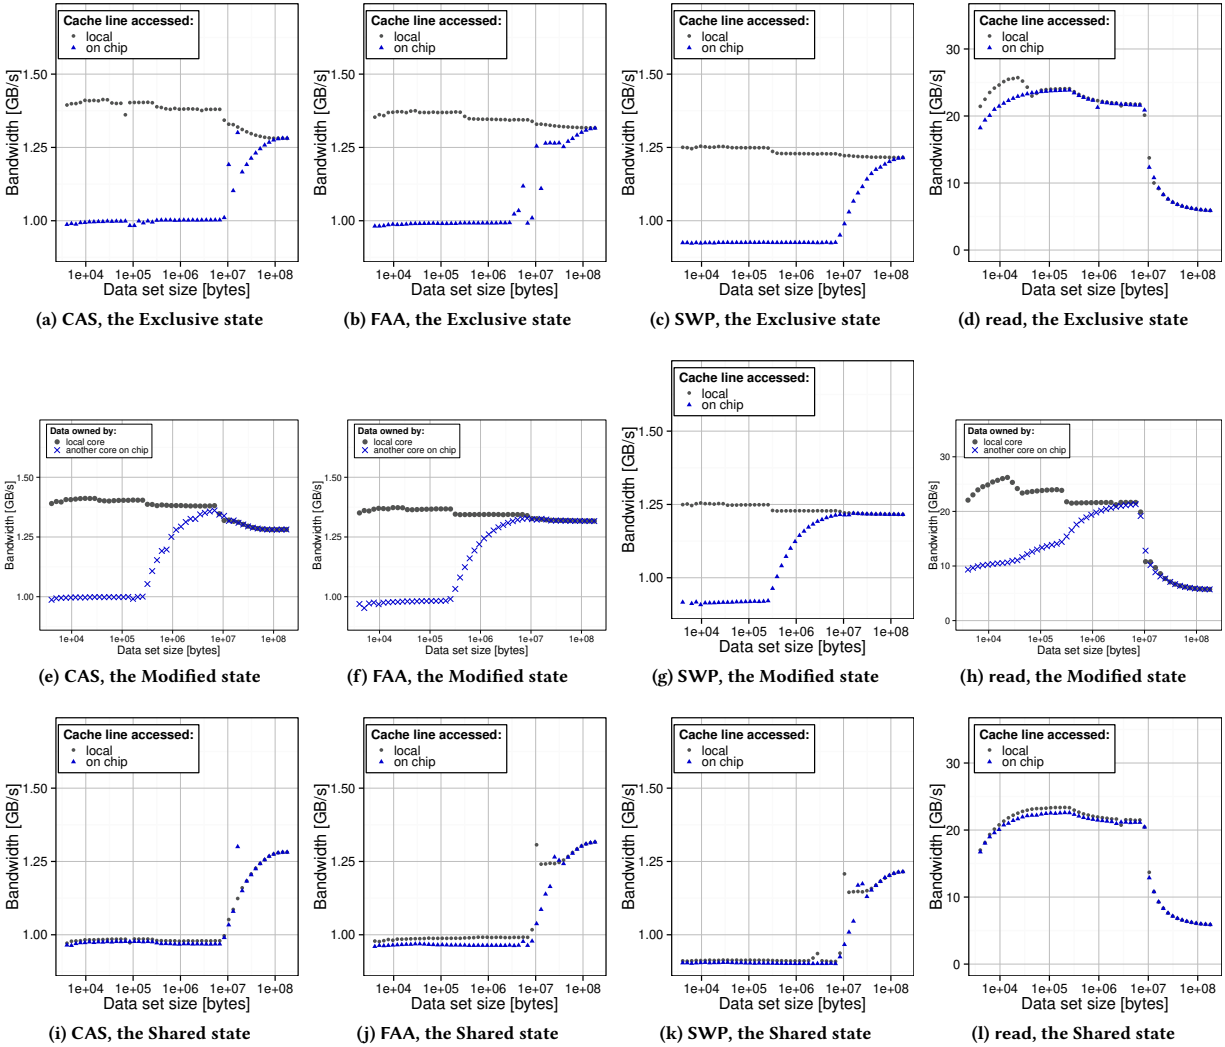 Cache line accessed:
local
on chip
Bandwidth [GB/s]
1.50
1.25
1.00
1e+04 1e+05 1e+06 1e+07 1e+08
Data set size [bytes]
(a) CAS, the Exclusive state
Cache line accessed:
local
on chip
Bandwidth [GB/s]
1.50
1.25
1.00
1e+04 1e+05 1e+06 1e+07 1e+08
Data set size [bytes]
(b) FAA, the Exclusive state
Cache line accessed:
local
on chip
Bandwidth [GB/s]
1.50
1.25
1.00
1e+04 1e+05 1e+06 1e+07 1e+08
Data set size [bytes]
(c) SWP, the Exclusive state
Cache line accessed:
local
on chip
Bandwidth [GB/s]
30
20
10
0
1e+04 1e+05 1e+06 1e+07 1e+08
Data set size [bytes]
(d) read, the Exclusive state
Data owned by:
local core
another core on chip
Bandwidth [GB/s]
1.50
1.25
1.00
1e+04 1e+05 1e+06 1e+07 1e+08
Data set size [bytes]
(e) CAS, the Modified state
Data owned by:
local core
another core on chip
Bandwidth [GB/s]
1.50
1.25
1.00
1e+04 1e+05 1e+06 1e+07 1e+08
Data set size [bytes]
(f) FAA, the Modified state
Cache line accessed:
local
on chip
Bandwidth [GB/s]
1.50
1.25
1.00
1e+04 1e+05 1e+06 1e+07 1e+08
Data set size [bytes]
(g) SWP, the Modified state
Data owned by:
local core
another core on chip
Bandwidth [GB/s]
30
20
10
0
1e+04 1e+05 1e+06 1e+07 1e+08
Data set size [bytes]
(h) read, the Modified state
Cache line accessed:
local
on chip
Bandwidth [GB/s]
1.50
1.25
1.00
1e+04 1e+05 1e+06 1e+07 1e+08
Data set size [bytes]
(i) CAS, the Shared state
Cache line accessed:
local
on chip
Bandwidth [GB/s]
1.50
1.25
1.00
1e+04 1e+05 1e+06 1e+07 1e+08
Data set size [bytes]
(j) FAA, the Shared state
Cache line accessed:
local
on chip
Bandwidth [GB/s]
1.50
1.25
1.00
1e+04 1e+05 1e+06 1e+07 1e+08
Data set size [bytes]
(k) SWP, the Shared state
Cache line accessed:
local
on chip
Bandwidth [GB/s]
30
20
10
0
1e+04 1e+05 1e+06 1e+07 1e+08
Data set size [bytes]
(l) read, the Shared state